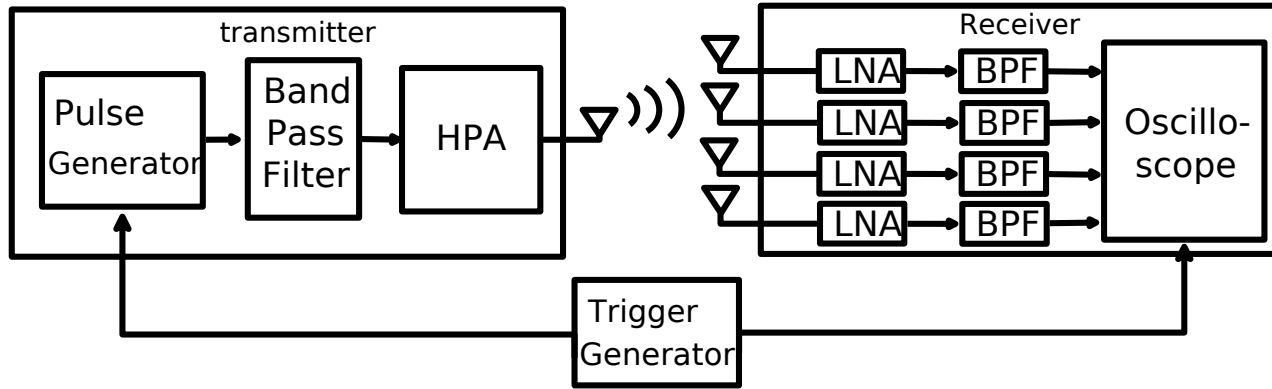 transmitter
Pulse
Generator
Band
Pass
Filter
HPA
Receiver
LNA
BPF
LNA
BPF
LNA
BPF
LNA
BPF
Oscillo-
scope
Trigger
Generator